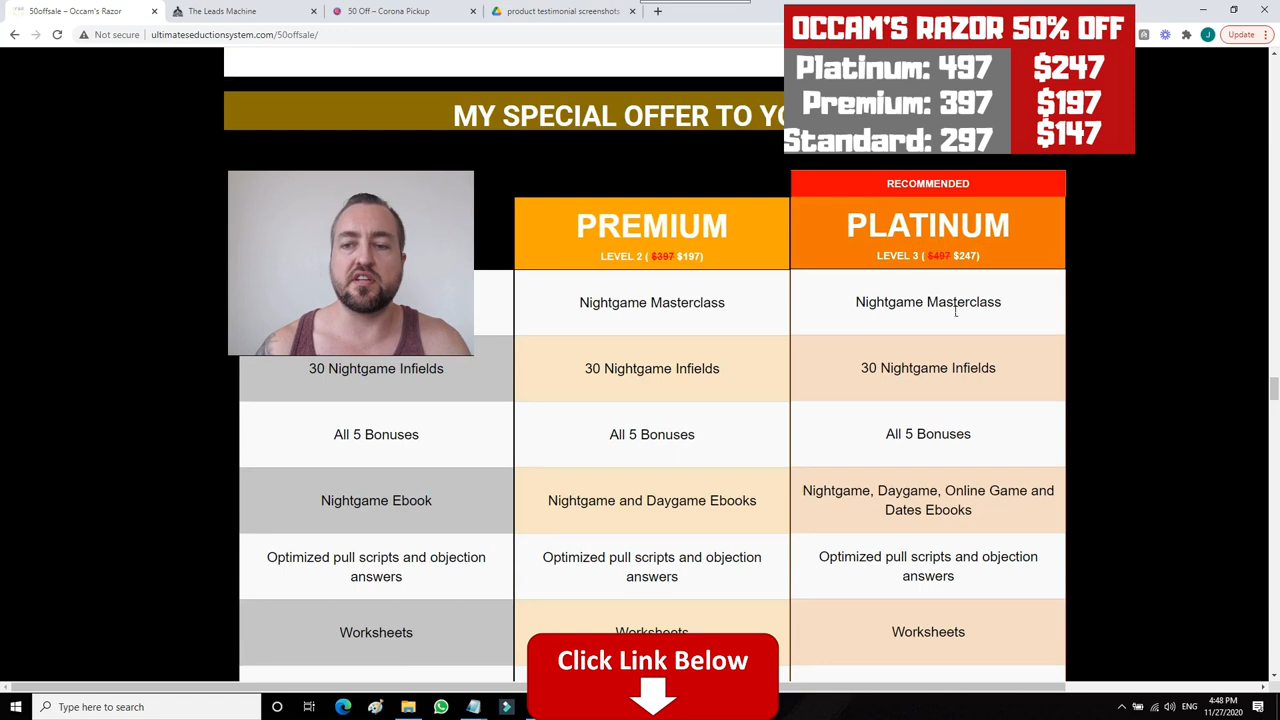 50offsale – Occam's Razor
The Leads Machine
50 Off – Corona Pickup
product testimonial screenshots
Not secure
ultimateseductionsystem.com/50offsale/
Update
OCCAM'S RAZOR 50% OFF
Platinum: 497 $247
Premium: 397 $197
Standard: 297 $147
MY SPECIAL OFFER TO YO
RECOMMENDED
PREMIUM
PLATINUM
LEVEL 2 ( $397 $197)
LEVEL 3 ( $497 $247)
Nightgame Masterclass
Nightgame Masterclass
30 Nightgame Infields
30 Nightgame Infields
30 Nightgame Infields
All 5 Bonuses
All 5 Bonuses
All 5 Bonuses
Nightgame Ebook
Nightgame and Daygame Ebooks
Nightgame, Daygame, Online Game and
Dates Ebooks
Optimized pull scripts and objection
answers
Optimized pull scripts and objection
answers
Optimized pull scripts and objection
answers
Worksheets
Worksheets
Worksheets
Click Link Below
Type here to search
ENG
4:48 PM
11/27/2020